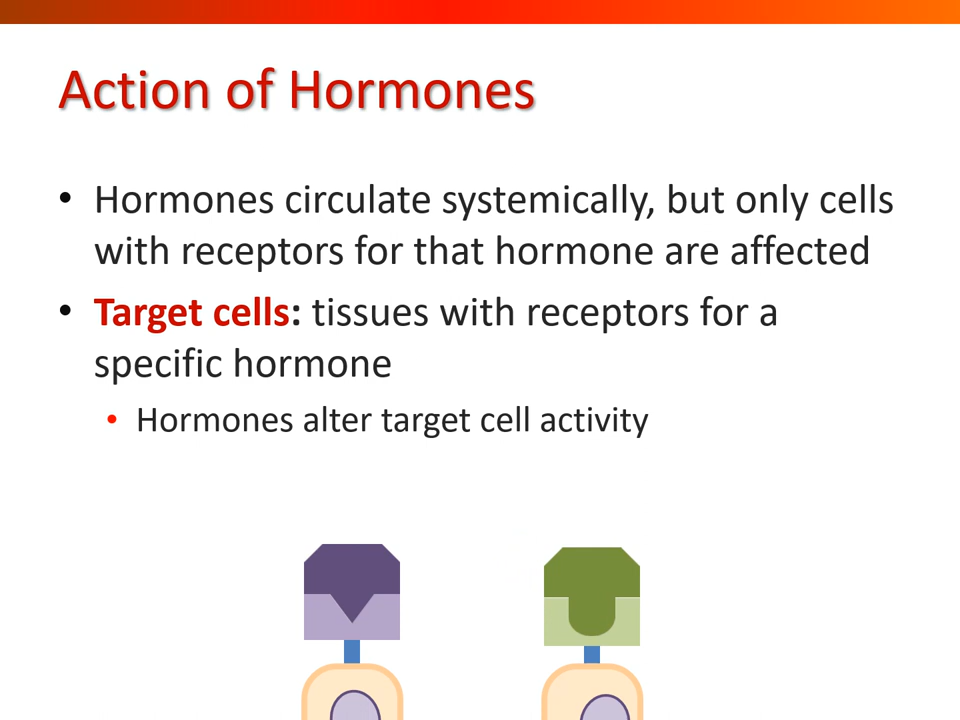 Action of Hormones
• Hormones circulate systemically, but only cells
with receptors for that hormone are affected
• Target cells: tissues with receptors for a
specific hormone
• Hormones alter target cell activity